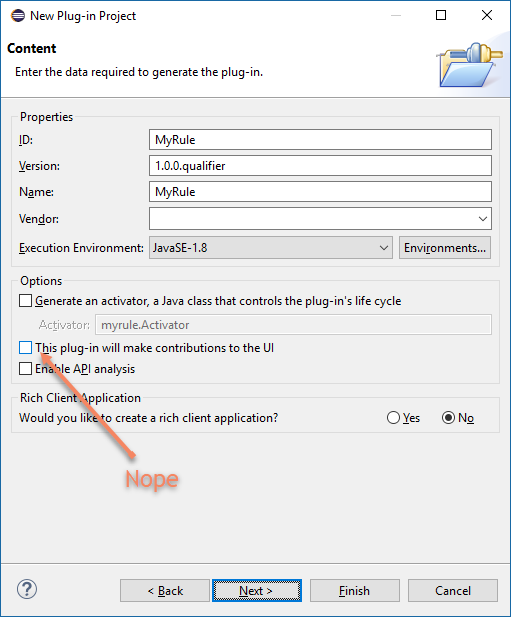 New Plug-in Project
Content
Enter the data required to generate the plug-in.
Properties
ID: MyRule
Version: 1.0.0.qualifier
Name: MyRule
Vendor:
Execution Environment: JavaSE-1.8 Environments...
Options
Generate an activator, a Java class that controls the plug-in's life cycle
Activator: myrule.Activator
This plug-in will make contributions to the UI
Enable API analysis
Rich Client Application
Would you like to create a rich client application? Yes No
Nope
? < Back Next > Finish Cancel